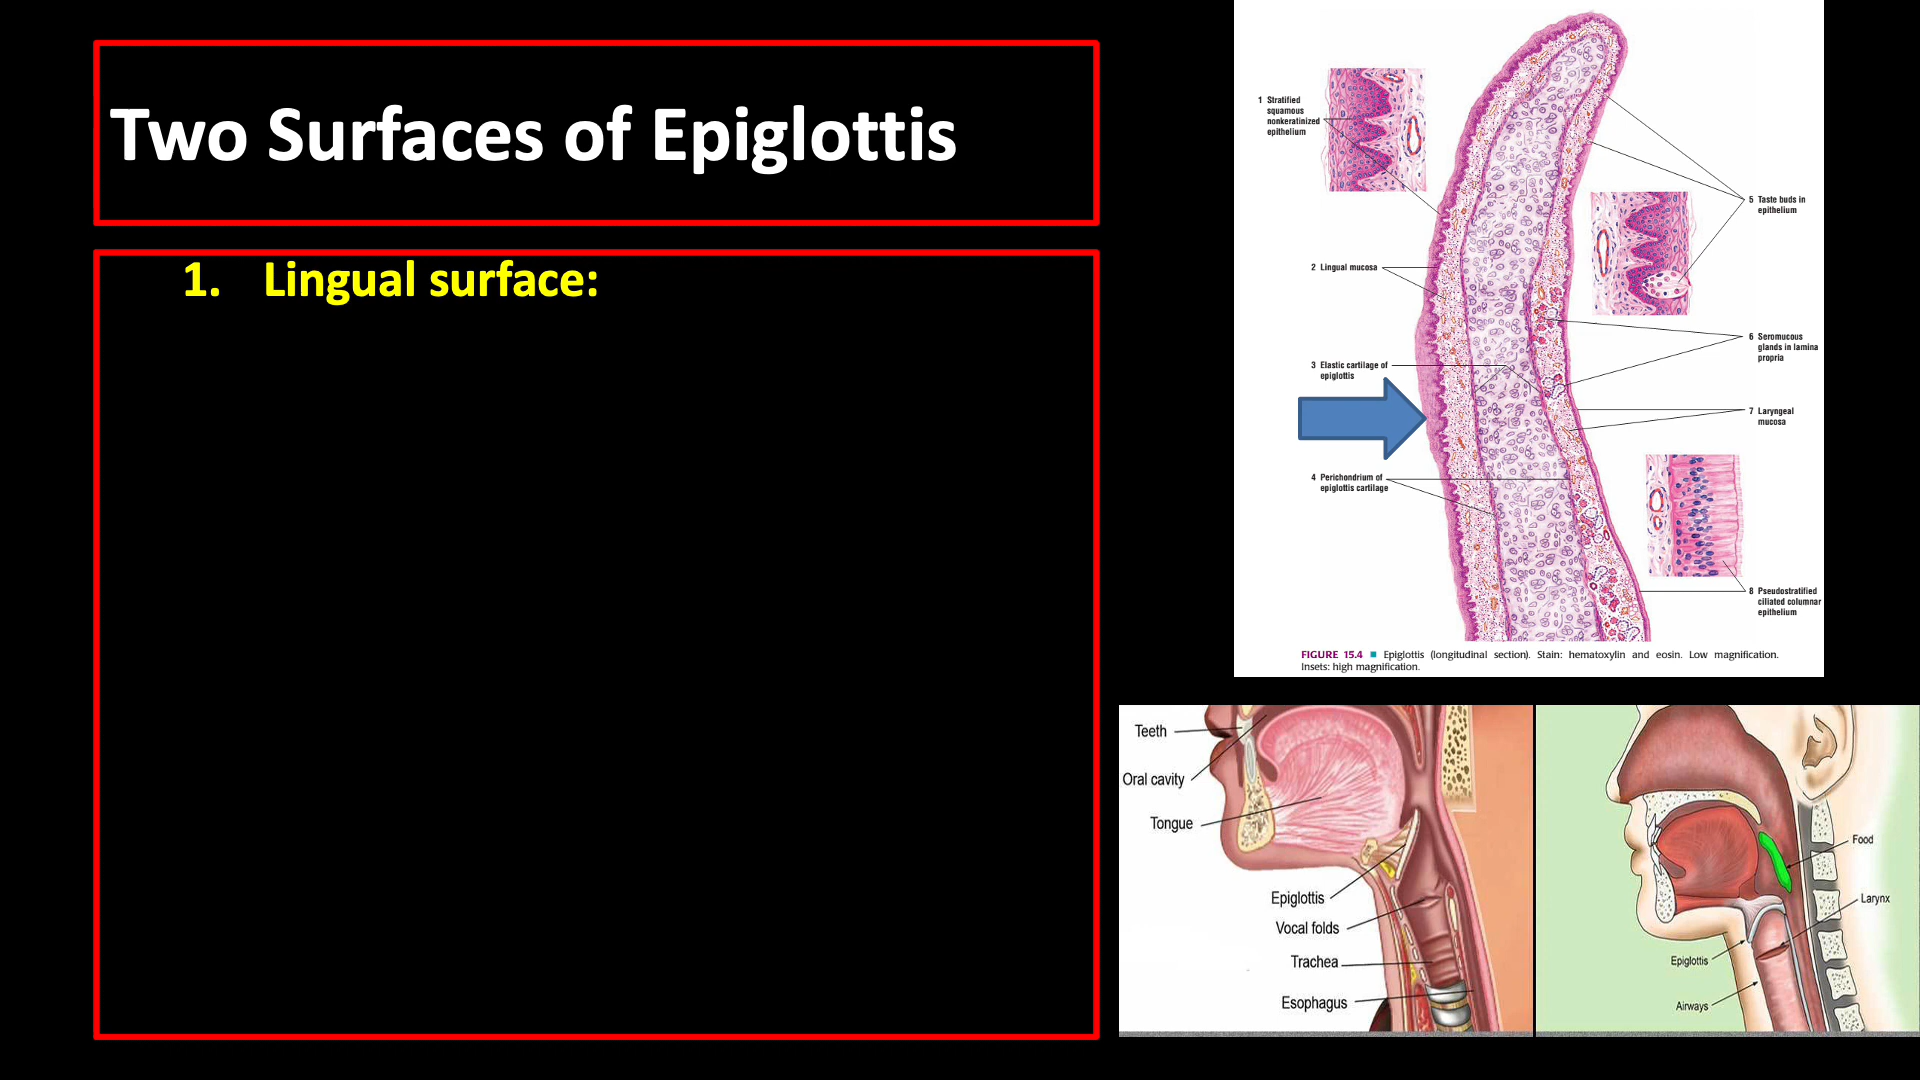 Two Surfaces of Epiglottis
1. Lingual surface:
1 Stratified
squamous
nonkeratinized
epithelium
2 Lingual mucosa
3 Elastic cartilage of
epiglottis
4 Perichondrium of
epiglottis cartilage
5 Taste buds in
epithelium
6 Seromucous
glands in lamina
propria
7 Laryngeal
mucosa
8 Pseudostratified
ciliated columnar
epithelium
FIGURE 15.4 ■ Epiglottis (longitudinal section). Stain: hematoxylin and eosin. Low magnification.
Insets: high magnification.
Teeth
Oral cavity
Tongue
Epiglottis
Vocal folds
Trachea
Esophagus
Food
Larynx
Epiglottis
Airways